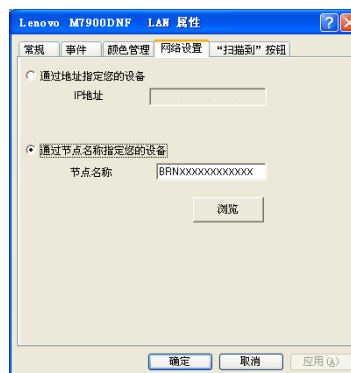 Lenovo M7900DNF LAN 属性
常规 事件 颜色管理 网络设置 “扫描到”按钮
通过地址指定您的设备
IP地址
通过节点名称指定您的设备
节点名称 BRNXXXXXXXXXXXX
浏览
确定 取消 应用(A)